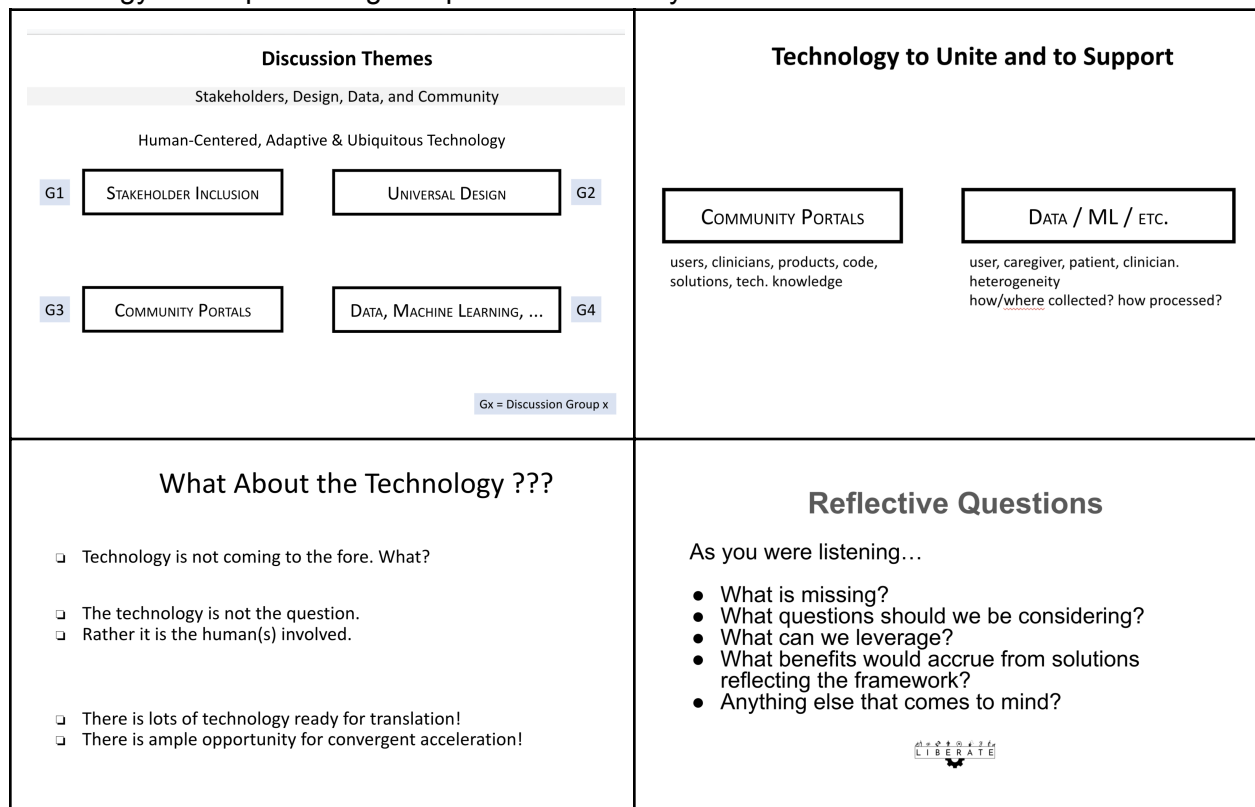 Discussion Themes
Stakeholders, Design, Data, and Community
Human-Centered, Adaptive & Ubiquitous Technology
G1
STAKEHOLDER INCLUSION
UNIVERSAL DESIGN
G2
G3
COMMUNITY PORTALS
DATA, MACHINE LEARNING, ...
G4
Gx = Discussion Group x
Technology to Unite and to Support
COMMUNITY PORTALS
users, clinicians, products, code,
solutions, tech. knowledge
DATA / ML / ETC.
user, caregiver, patient, clinician.
heterogeneity
how/where collected? how processed?
What About the Technology ???
❑ Technology is not coming to the fore. What?
❑ The technology is not the question.
❑ Rather it is the human(s) involved.
❑ There is lots of technology ready for translation!
❑ There is ample opportunity for convergent acceleration!
Reflective Questions
As you were listening…
● What is missing?
● What questions should we be considering?
● What can we leverage?
● What benefits would accrue from solutions
reflecting the framework?
● Anything else that comes to mind?
LIBERATE